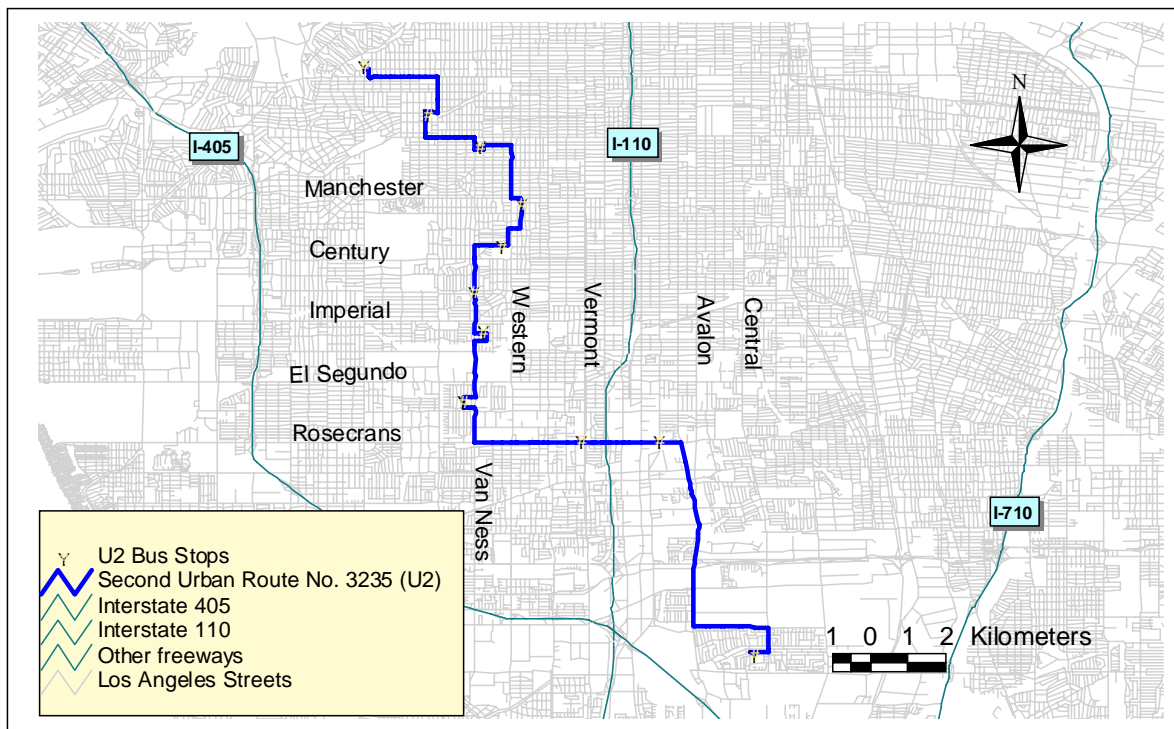 N
I-405
I-110
Manchester
Century
Imperial
El Segundo
Rosecrans
Western
Vermont
Avalon
Central
Van Ness
I-710
U2 Bus Stops
Second Urban Route No. 3235 (U2)
Interstate 405
Interstate 110
Other freeways
Los Angeles Streets
1 0 1 2 Kilometers